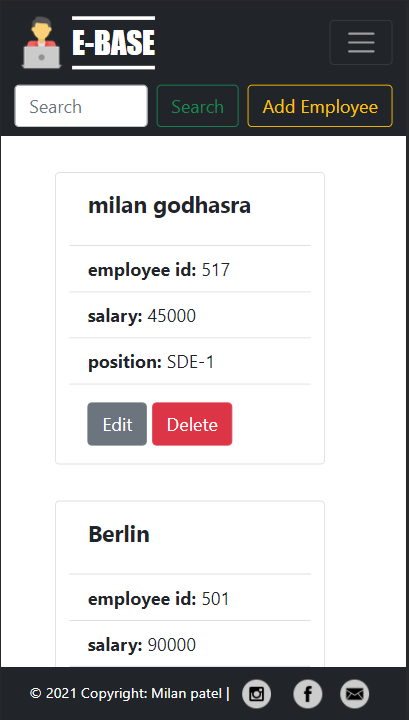 E-BASE
Search Search Add Employee
milan godhasra
employee id: 517
salary: 45000
position: SDE-1
Edit Delete
Berlin
employee id: 501
salary: 90000
© 2021 Copyright: Milan patel |